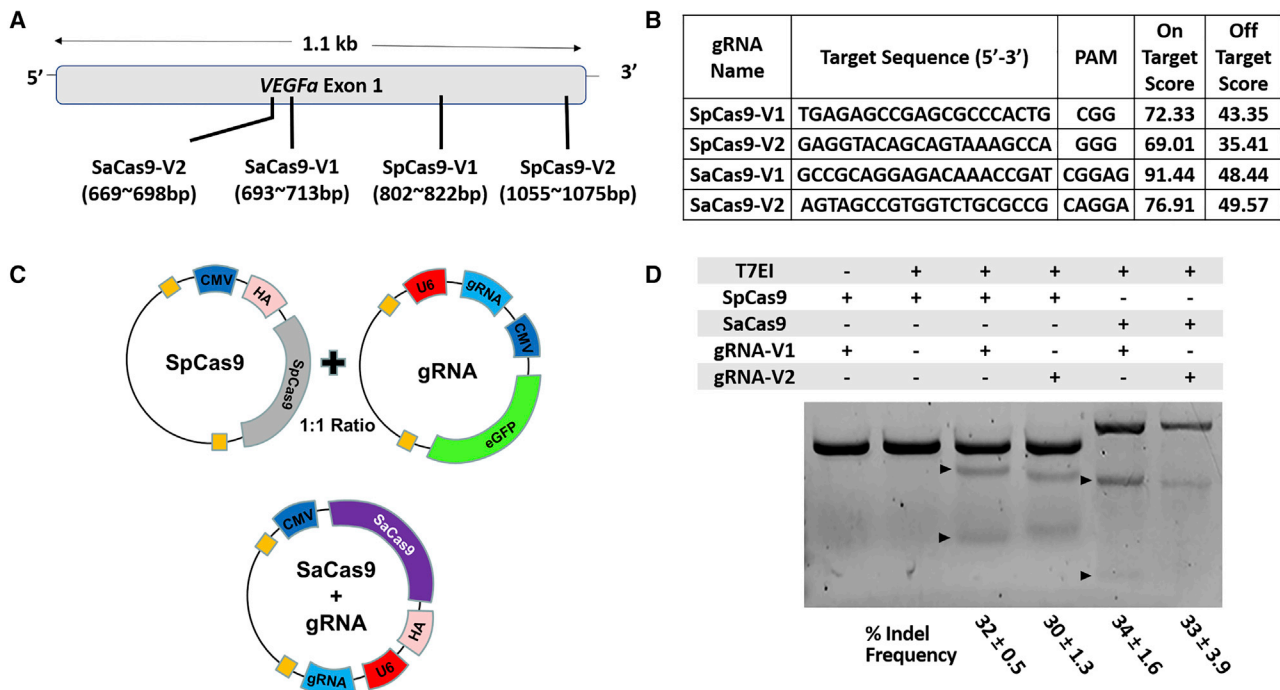 A
1.1 kb
5’
3’
VEGFα Exon 1
SaCas9-V2 SaCas9-V1 SpCas9-V1 SpCas9-V2
(669~698bp) (693~713bp) (802~822bp) (1055~1075bp)
B
gRNA Name Target Sequence (5’-3’) PAM On Target Score Off Target Score
SpCas9-V1 TGAGAGCCGAGCGCCCACTG CGG 72.33 43.35
SpCas9-V2 GAGGTACAGCAGTAAAGCCA GGG 69.01 35.41
SaCas9-V1 GCCGCAGGAGACAAACCGAT CGGAG 91.44 48.44
SaCas9-V2 AGTAGCCGTGGTCTGCGCCG CAGGA 76.91 49.57
C
CMV
HA
SpCas9
SpCas9
+
1:1 Ratio
U6
gRNA
CMV
eGFP
gRNA
CMV
SaCas9
HA
U6
gRNA
SaCas9
+
gRNA
D
T7EI - + + + + +
SpCas9 + + + + - -
SaCas9 - - - - + +
gRNA-V1 + - + - + -
gRNA-V2 - - - + - +
% Indel
Frequency
32 ± 0.5
30 ± 1.3
34 ± 1.6
33 ± 3.9